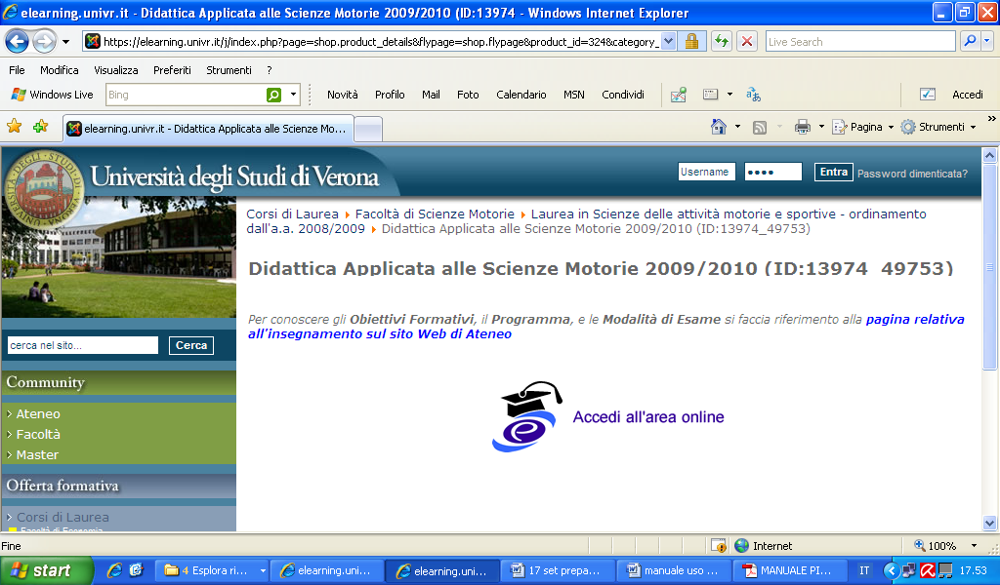 elearning.univr.it - Didattica Applicata alle Scienze Motorie 2009/2010 (ID:13974 - Windows Internet Explorer
https://elearning.univr.it/j/index.php?page=shop.product_details&flypage=shop.flypage&product_id=324&category_
Live Search
File Modifica Visualizza Preferiti Strumenti ?
Windows Live Bing Novità Profilo Mail Foto Calendario MSN Condividi Accedi
elearning.univr.it - Didattica Applicata alle Scienze Mo... Pagina Strumenti »
Università degli Studi di Verona Username •••• Entra Password dimenticata?
Corsi di Laurea Facoltà di Scienze Motorie Laurea in Scienze delle attività motorie e sportive - ordinamento
dall'a.a. 2008/2009 Didattica Applicata alle Scienze Motorie 2009/2010 (ID:13974_49753)
Didattica Applicata alle Scienze Motorie 2009/2010 (ID:13974_49753)
Per conoscere gli Obiettivi Formativi, il Programma, e le Modalità di Esame si faccia riferimento alla pagina relativa
all'insegnamento sul sito Web di Ateneo
cerca nel sito... Cerca
Community
Ateneo
Facoltà
Master
Accedi all'area online
Offerta formativa
Corsi di Laurea
Facoltà di Economia
Fine Internet 100%
start 4 Esplora ri... elearning.uni... elearning.uni... 17 set prepa... manuale uso ... MANUALE PI... IT 17.53